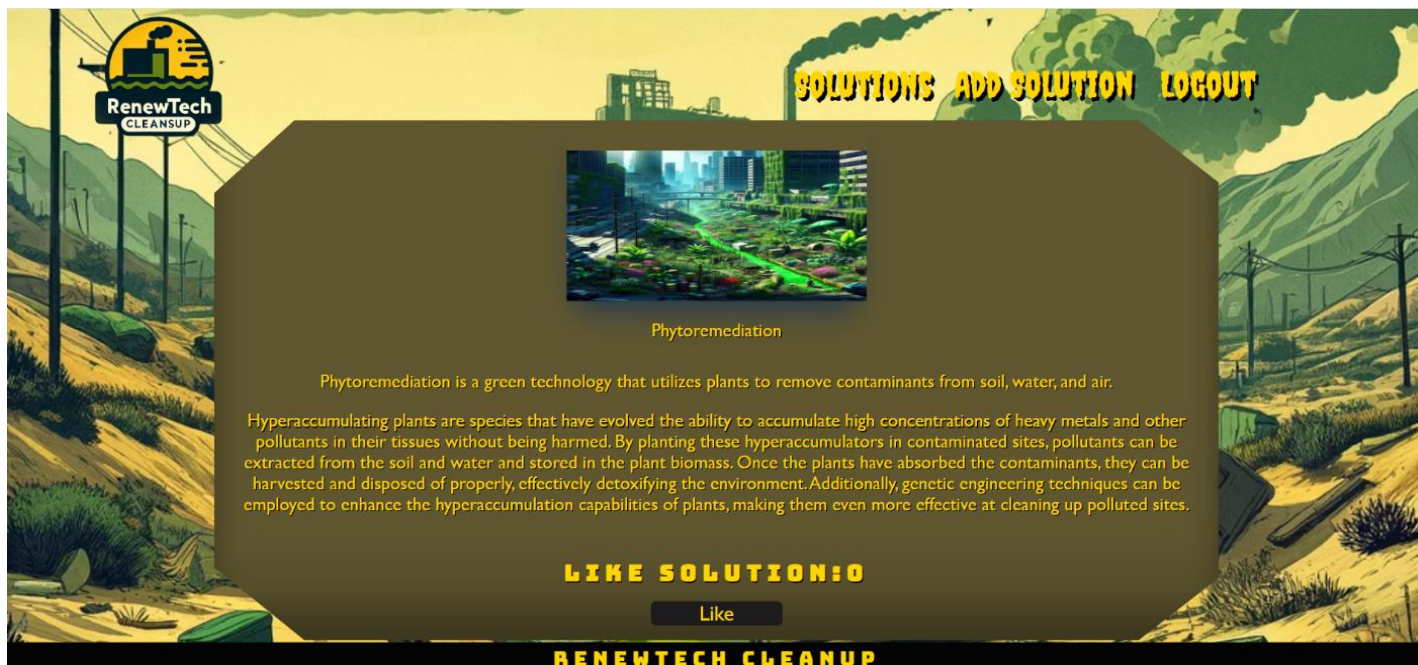 RenewTech
CLEANSUP
SOLUTIONS ADD SOLUTION LOGOUT
Phytoremediation
Phytoremediation is a green technology that utilizes plants to remove contaminants from soil, water, and air.
Hyperaccumulating plants are species that have evolved the ability to accumulate high concentrations of heavy metals and other
pollutants in their tissues without being harmed. By planting these hyperaccumulators in contaminated sites, pollutants can be
extracted from the soil and water and stored in the plant biomass. Once the plants have absorbed the contaminants, they can be
harvested and disposed of properly, effectively detoxifying the environment. Additionally, genetic engineering techniques can be
employed to enhance the hyperaccumulation capabilities of plants, making them even more effective at cleaning up polluted sites.
LIKE SOLUTION:0
Like
RENEWTECH CLEANUP